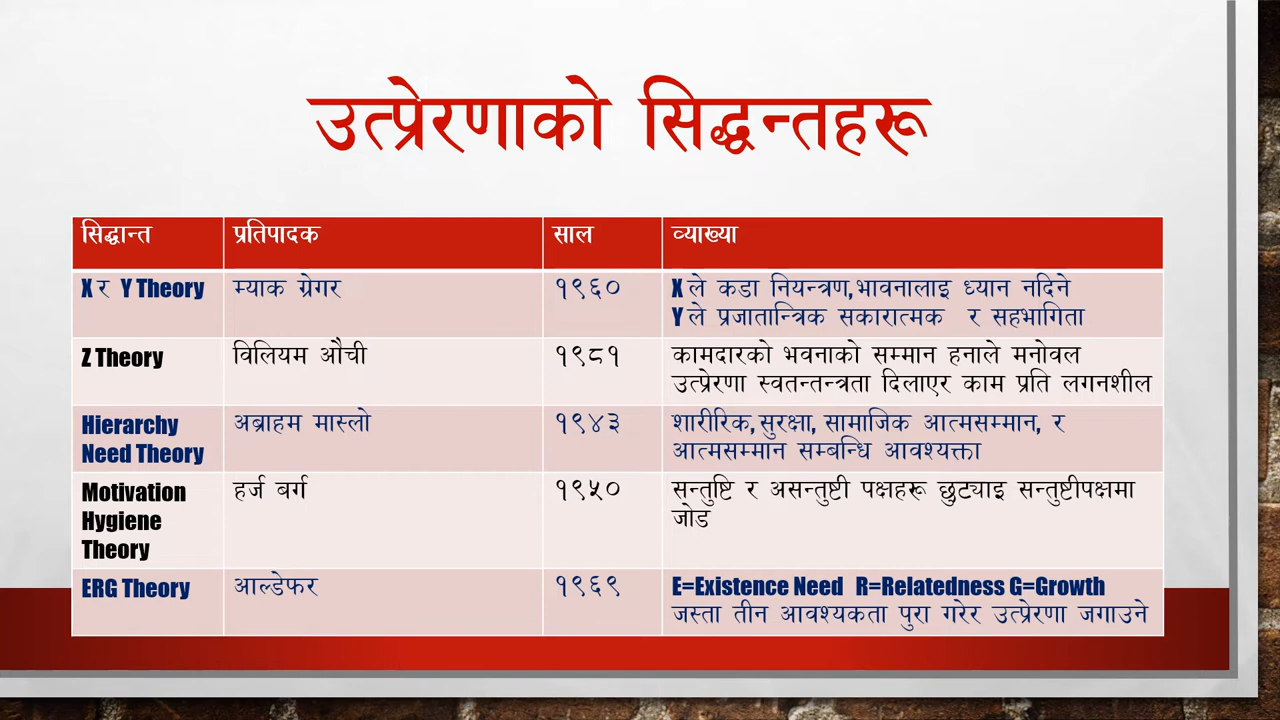 उत्प्रेरणाको सिद्धन्तहरू
सिद्धान्त प्रतिपादक साल व्याख्या
X र Y Theory म्याक ग्रेगर १९६० X ले कडा नियन्त्रण, भावनालाइ ध्यान नदिने
Y ले प्रजातान्त्रिक सकारात्मक र सहभागिता
Z Theory विलियम औची १९८१ कामदारको भवनाको सम्मान हनाले मनोवल
उत्प्रेरणा स्वतन्तन्त्रता दिलाएर काम प्रति लगनशील
Hierarchy अब्राहम मास्लो १९४३ शारीरिक, सुरक्षा, सामाजिक आत्मसम्मान, र
Need Theory आत्मसम्मान सम्बन्धि आवश्यक्ता
Motivation हर्ज बर्ग १९५० सन्तुष्टि र असन्तुष्टी पक्षहरू छुट्याइ सन्तुष्टीपक्षमा
Hygiene जोड
Theory
ERG Theory आल्डेफर १९६९ E=Existence Need R=Relatedness G=Growth
जस्ता तीन आवश्यकता पुरा गरेर उत्प्रेरणा जगाउने